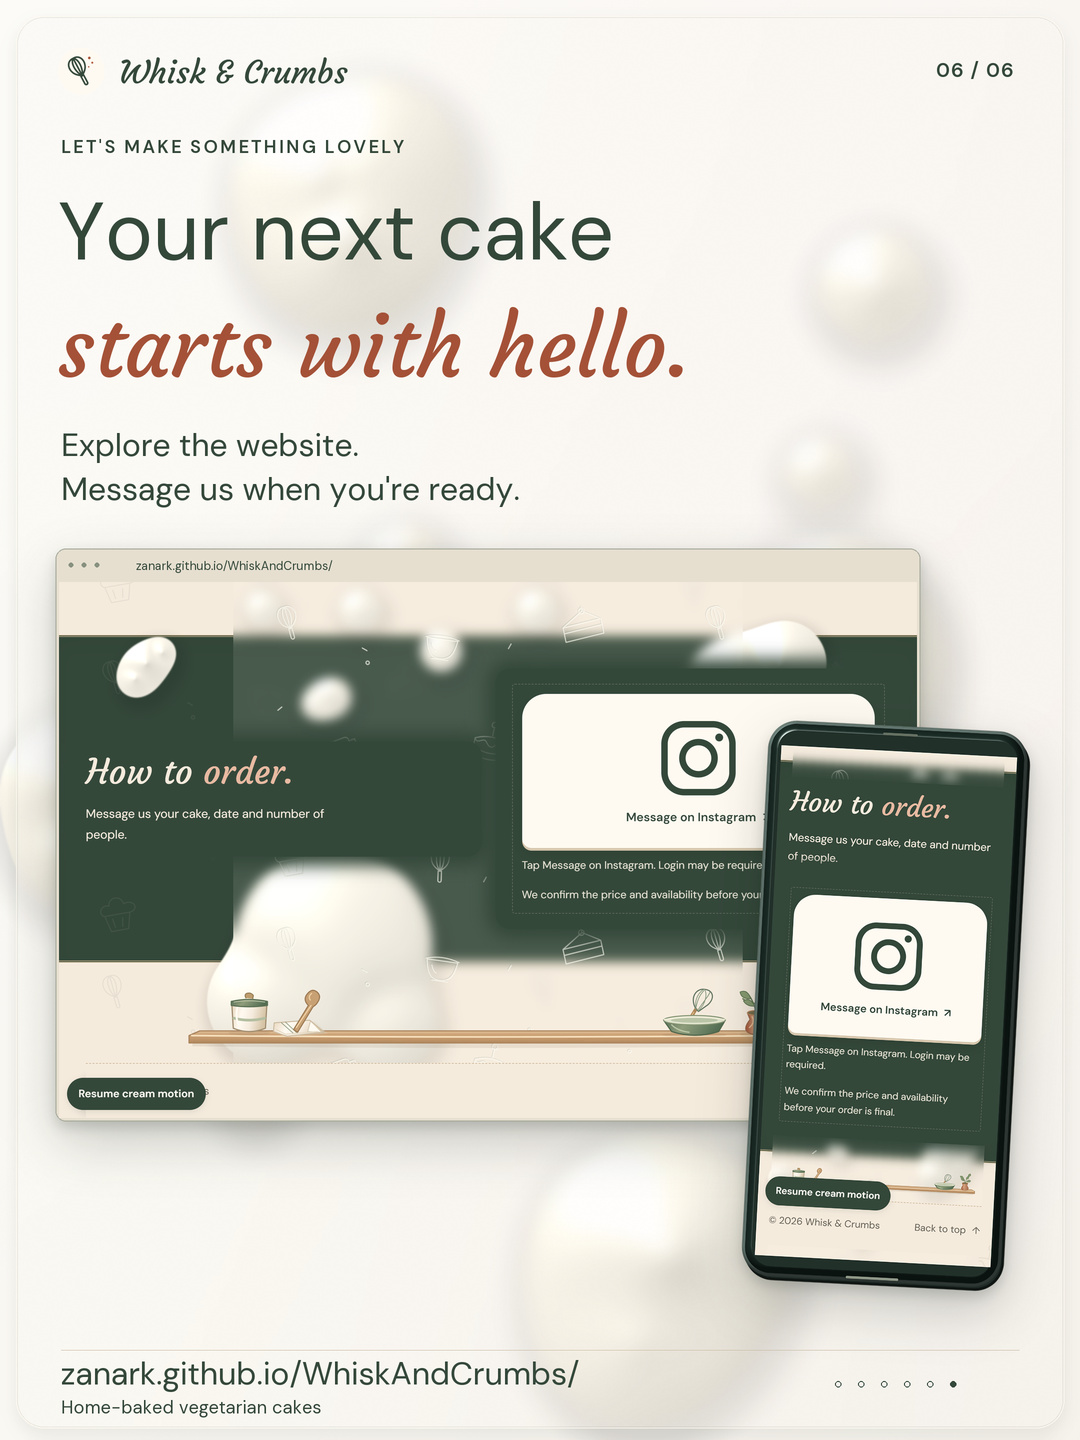 Whisk & Crumbs
06 / 06
LET'S MAKE SOMETHING LOVELY
Your next cake
starts with hello.
Explore the website.
Message us when you're ready.
zanark.github.io/WhiskAndCrumbs/
How to order.
Message us your cake, date and number of
people.
Message on Instagram
Tap Message on Instagram. Login may be
We confirm the price and availability before
Resume cream motion
How to order.
Message us your cake, date and number
of people.
Message on Instagram ↗
Tap Message on Instagram. Login may be
required.
We confirm the price and availability
before your order is final.
Resume cream motion
© 2026 Whisk & Crumbs
Back to top ↑
zanark.github.io/WhiskAndCrumbs/
Home-baked vegetarian cakes